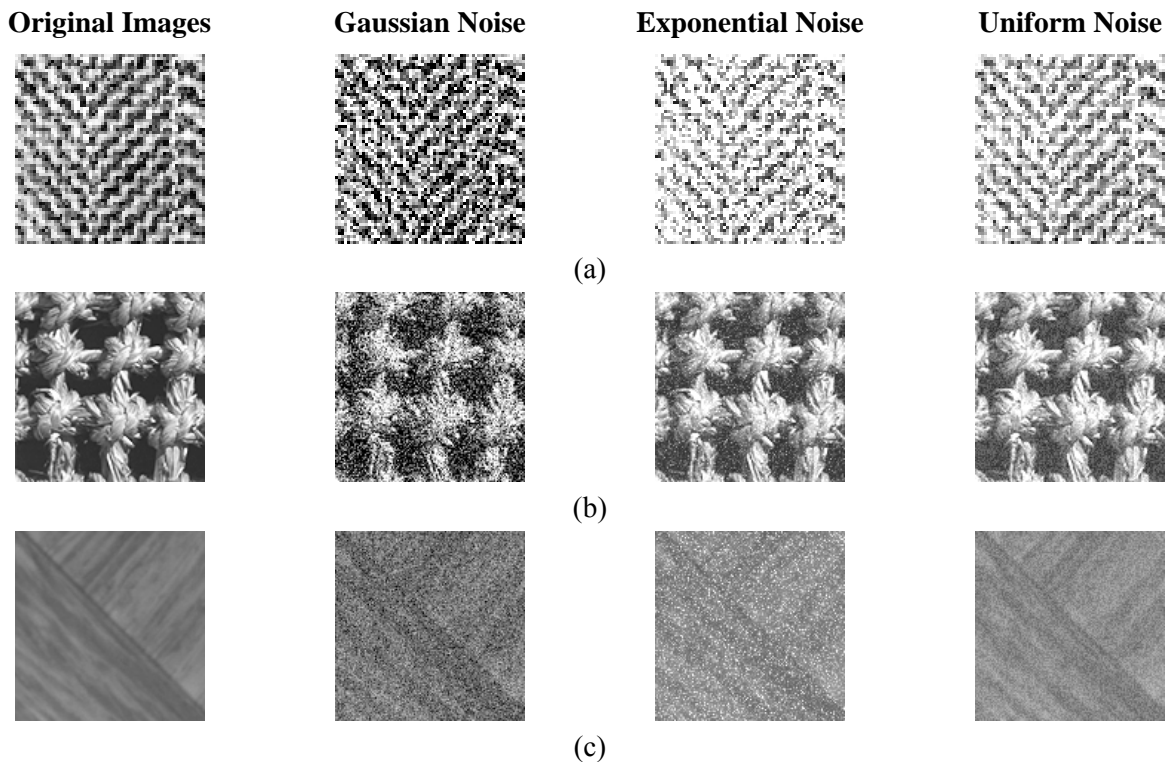 Original Images Gaussian Noise Exponential Noise Uniform Noise
(a)
(b)
(c)